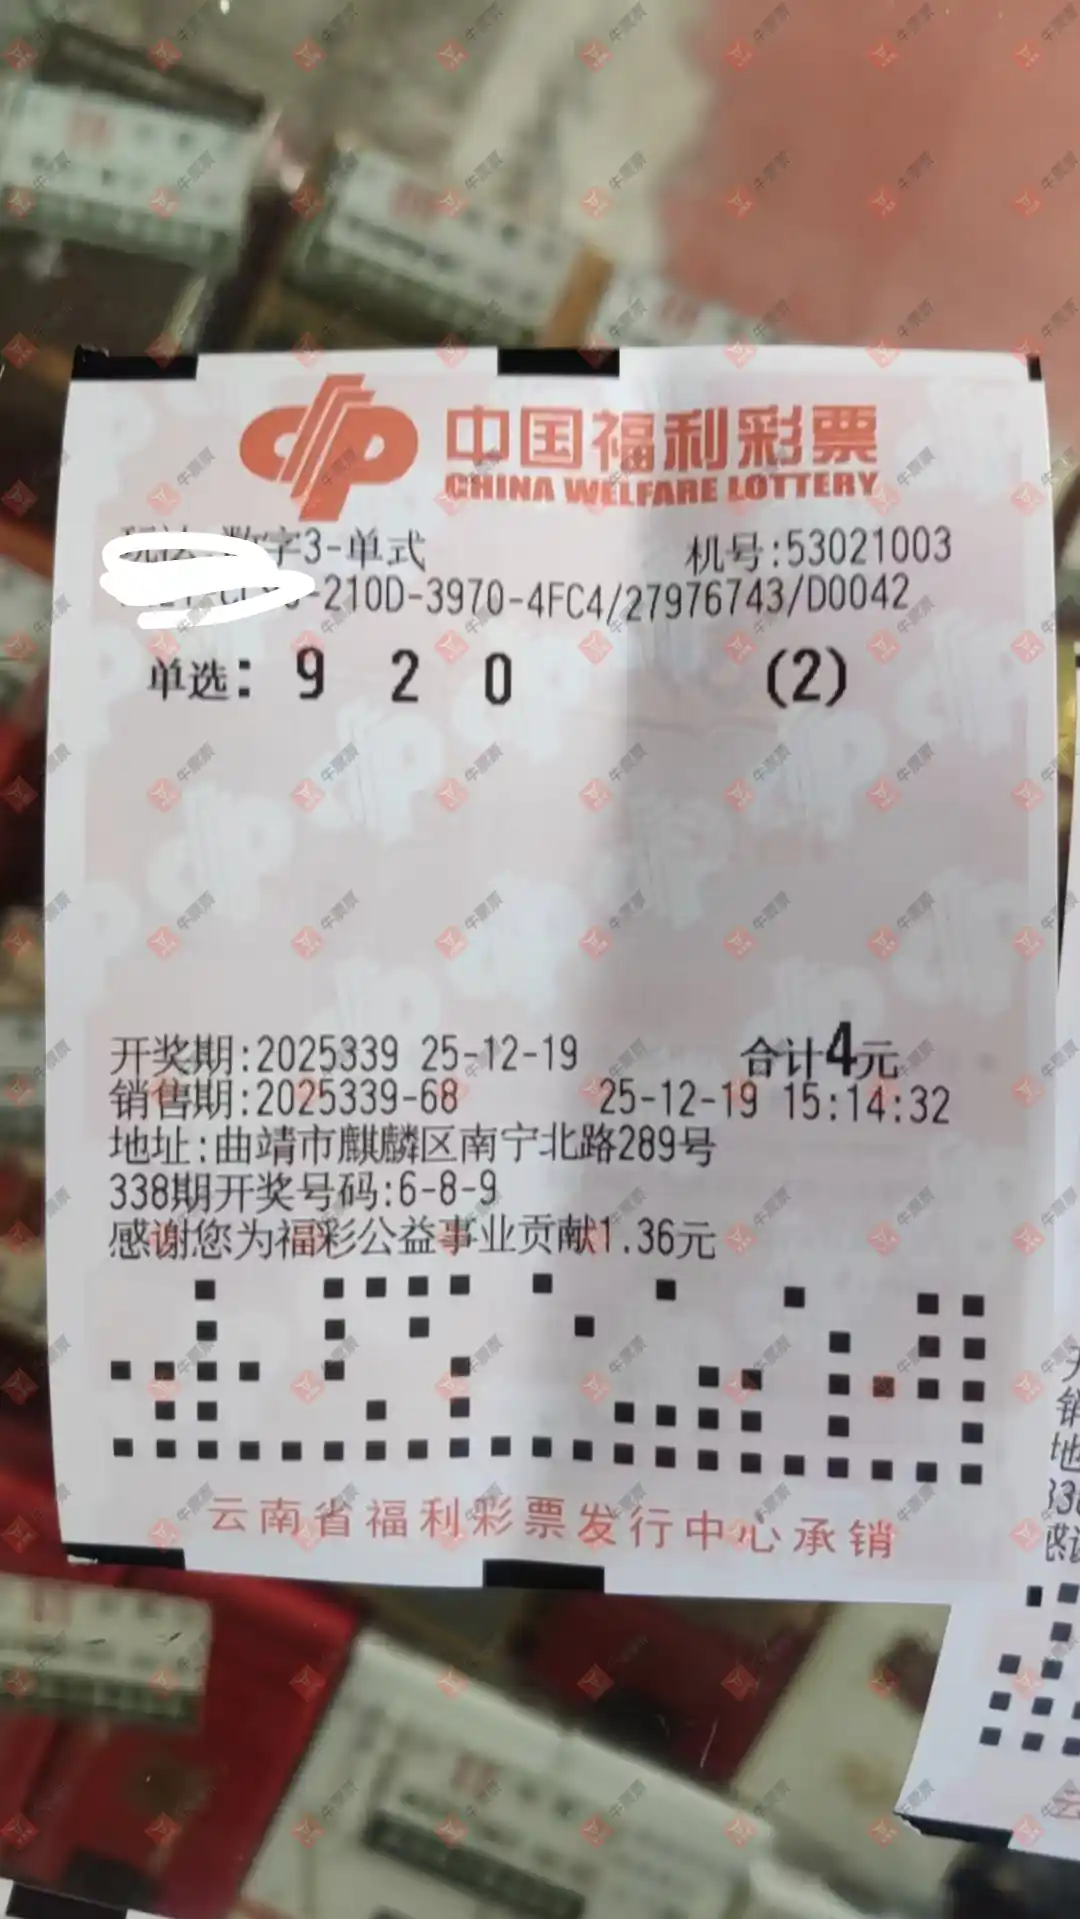 中国福利彩票
CHINA WELFARE LOTTERY
玩法 数字3-单式 机号:53021003
-210D-3970-4FC4/27976743/D0042
单选: 9 2 0 (2)
开奖期:2025339 25-12-19 合计4元
销售期:2025339-68 25-12-19 15:14:32
地址:曲靖市麒麟区南宁北路289号
338期开奖号码:6-8-9
感谢您为福彩公益事业贡献1.36元
云南省福利彩票发行中心承销
牛票票